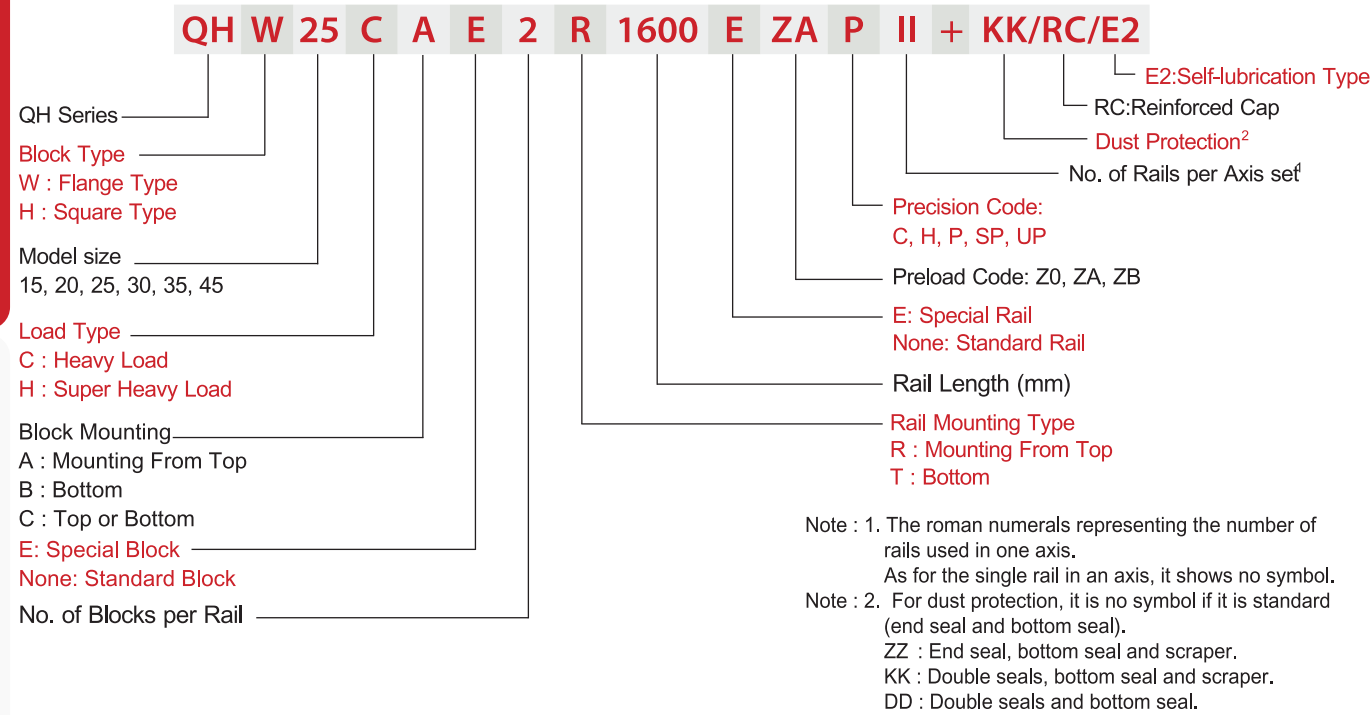 QH W 25 C A E 2 R 1600 E ZA P II + KK/RC/E2
QH Series
Block Type
W : Flange Type
H : Square Type
Model size
15, 20, 25, 30, 35, 45
Load Type
C : Heavy Load
H : Super Heavy Load
Block Mounting
A : Mounting From Top
B : Bottom
C : Top or Bottom
E: Special Block
None: Standard Block
No. of Blocks per Rail
E2:Self-lubrication Type
RC:Reinforced Cap
Dust Protection²
No. of Rails per Axis set¹
Precision Code:
C, H, P, SP, UP
Preload Code: Z0, ZA, ZB
E: Special Rail
None: Standard Rail
Rail Length (mm)
Rail Mounting Type
R : Mounting From Top
T : Bottom
Note : 1. The roman numerals representing the number of
rails used in one axis.
As for the single rail in an axis, it shows no symbol.
Note : 2. For dust protection, it is no symbol if it is standard
(end seal and bottom seal).
ZZ : End seal, bottom seal and scraper.
KK : Double seals, bottom seal and scraper.
DD : Double seals and bottom seal.